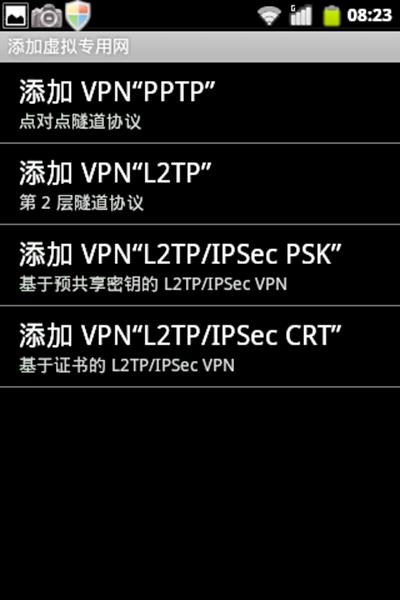 08:23
添加虚拟专用网
添加 VPN“PPTP”
点对点隧道协议
添加 VPN“L2TP”
第 2 层隧道协议
添加 VPN“L2TP/IPSec PSK”
基于预共享密钥的 L2TP/IPSec VPN
添加 VPN“L2TP/IPSec CRT”
基于证书的 L2TP/IPSec VPN